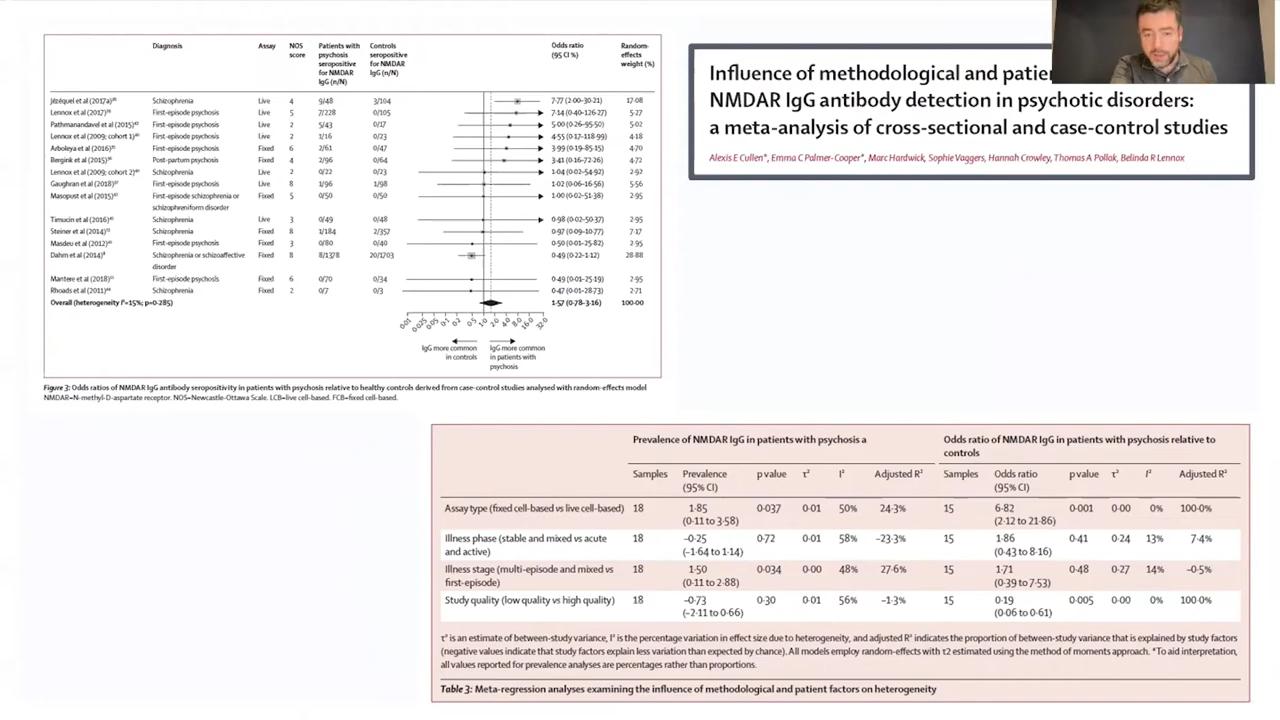 Diagnosis Assay NOS Patients with Controls Odds ratio Random-
score psychosis seropositive (95% CI %) effects
seropositive for NMDAR weight (%)
for NMDAR IgG (n/N)
IgG (n/N)
Jézéquel et al (2017a) Schizophrenia Live 4 9/48 3/104 7·77 (2·00–30·21) 17·08
Lennox et al (2017) First-episode psychosis Live 5 7/228 0/105 7·14 (0·40–126·27) 5·27
Pathmanandavel et al (2015) First-episode psychosis Live 2 5/43 0/17 5·00 (0·26–95·50) 5·02
Lennox et al (2009; cohort 1) First-episode psychosis Live 2 1/16 0/23 4·55 (0·17–118·99) 4·18
Arboleya et al (2016) First-episode psychosis Fixed 6 2/61 0/47 3·99 (0·19–85·15) 4·70
Bergink et al (2015) Post-partum psychosis Fixed 4 2/96 0/64 3·41 (0·16–72·26) 4·72
Lennox et al (2009; cohort 2) Schizophrenia Live 2 0/22 0/23 1·04 (0·02–54·92) 2·92
Gaughran et al (2018) First-episode psychosis Live 8 1/96 1/98 1·02 (0·06–16·56) 5·56
Masopust et al (2015) First-episode schizophrenia or Fixed 5 0/50 0/50 1·00 (0·02–51·38) 2·95
schizophreniform disorder
Timucin et al (2016) Schizophrenia Live 3 0/49 0/48 0·98 (0·02–50·37) 2·95
Steiner et al (2014) Schizophrenia Fixed 8 1/184 2/357 0·97 (0·09–10·77) 7·17
Masdeu et al (2012) First-episode psychosis Fixed 3 0/80 0/40 0·50 (0·01–25·82) 2·95
Dahm et al (2014) Schizophrenia or schizoaffective Fixed 8 8/1378 20/1703 0·49 (0·22–1·12) 28·88
disorder
Mantere et al (2018) First-episode psychosis Fixed 6 0/70 0/34 0·49 (0·01–25·19) 2·95
Rhoads et al (2011) Schizophrenia Fixed 2 0/7 0/3 0·47 (0·01–28·73) 2·71
Overall (heterogeneity I²=15%; p=0·285) 1·57 (0·78–3·16) 100·00
0·01 0·025 0·05 0·1 0·2 0·5 1·0 2·0 4·0 8·0 16·0 32·0
IgG more common IgG more common
in controls in patients with
psychosis
Figure 3: Odds ratios of NMDAR IgG antibody seropositivity in patients with psychosis relative to healthy controls derived from case-control studies analysed with random-effects model
NMDAR=N-methyl-D-aspartate receptor. NOS=Newcastle-Ottawa Scale. LCB=live cell-based. FCB=fixed cell-based.
Influence of methodological and patie
NMDAR IgG antibody detection in psychotic disorders:
a meta-analysis of cross-sectional and case-control studies
Alexis E Cullen*, Emma C Palmer-Cooper*, Marc Hardwick, Sophie Vaggers, Hannah Crowley, Thomas A Pollak, Belinda R Lennox
Prevalence of NMDAR IgG in patients with psychosis a Odds ratio of NMDAR IgG in patients with psychosis relative to
controls
Samples Prevalence p value τ² I² Adjusted R² Samples Odds ratio p value τ² I² Adjusted R²
(95% CI) (95% CI)
Assay type (fixed cell-based vs live cell-based) 18 1·85 0·037 0·01 50% 24·3% 15 6·82 0·001 0·00 0% 100·0%
(0·11 to 3·58) (2·12 to 21·86)
Illness phase (stable and mixed vs acute 18 −0·25 0·72 0·01 58% −23·3% 15 1·86 0·41 0·24 13% 7·4%
and active) (−1·64 to 1·14) (0·43 to 8·16)
Illness stage (multi-episode and mixed vs 18 1·50 0·034 0·00 48% 27·6% 15 1·71 0·48 0·27 14% −0·5%
first-episode) (0·11 to 2·88) (0·39 to 7·53)
Study quality (low quality vs high quality) 18 −0·73 0·30 0·01 56% −1·3% 15 0·19 0·005 0·00 0% 100·0%
(−2·11 to 0·66) (0·06 to 0·61)
τ² is an estimate of between-study variance, I² is the percentage variation in effect size due to heterogeneity, and adjusted R² indicates the proportion of between-study variance that is explained by study factors
(negative values indicate that study factors explain less variation than expected by chance). All models employ random-effects with τ2 estimated using the method of moments approach. *To aid interpretation,
all values reported for prevalence analyses are percentages rather than proportions.
Table 3: Meta-regression analyses examining the influence of methodological and patient factors on heterogeneity